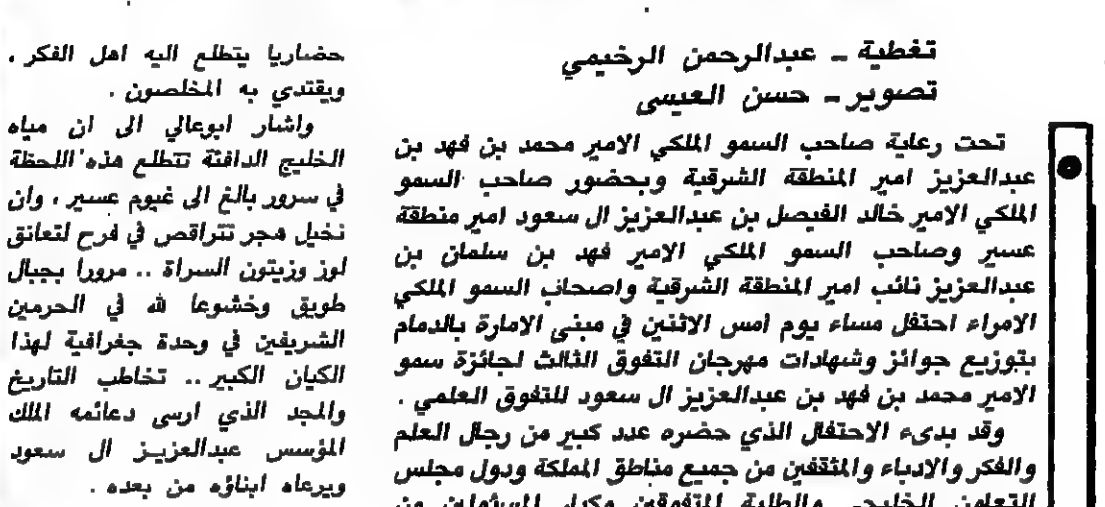 تغطية ـ عبدالرحمن الرخيمي
تصوير ـ حسن العيسى
تحت رعاية صاحب السمو الملكي الامير محمد بن فهد بن
عبدالعزيز امير المنطقة الشرقية وبحضور صاحب السمو
الملكي الامير خالد الفيصل بن عبدالعزيز ال سعود امير منطقة
عسير وصاحب السمو الملكي الامير فهد بن سلمان بن
عبدالعزيز نائب امير المنطقة الشرقية واصحاب السمو الملكي
الامراء احتفل مساء يوم امس الاثنين في مبنى الامارة بالدمام
بتوزيع جوائز وشهادات مهرجان التفوق الثالث لجائزة سمو
الامير محمد بن فهد بن عبدالعزيز ال سعود للتفوق العلمي .
وقد بدىء الاحتفال الذي حضره عدد كبير من رجال العلم
والفكر والادباء والمثقفين من جميع مناطق المملكة ودول مجلس
التعاون الخليجي والطلبة المتفوقين وكبار المسئولين من
حضاريا يتطلع اليه اهل الفكر ،
ويقتدي به المخلصون .
واشار ابوعالي الى ان مياه
الخليج الدافئة تتطلع هذه اللحظة
في سرور بالغ الى غيوم عسير ، وان
نخيل هجر تتراقص في فرح لتعانق
لوز وزيتون السراة .. مرورا بجبال
طويق وخشوعا لله في الحرمين
الشريفين في وحدة جغرافية لهذا
الكيان الكبير .. تخاطب التاريخ
والمجد الذي ارسى دعائمه الملك
المؤسس عبدالعزيـز ال سعود
ويرعاه ابناؤه من بعده .